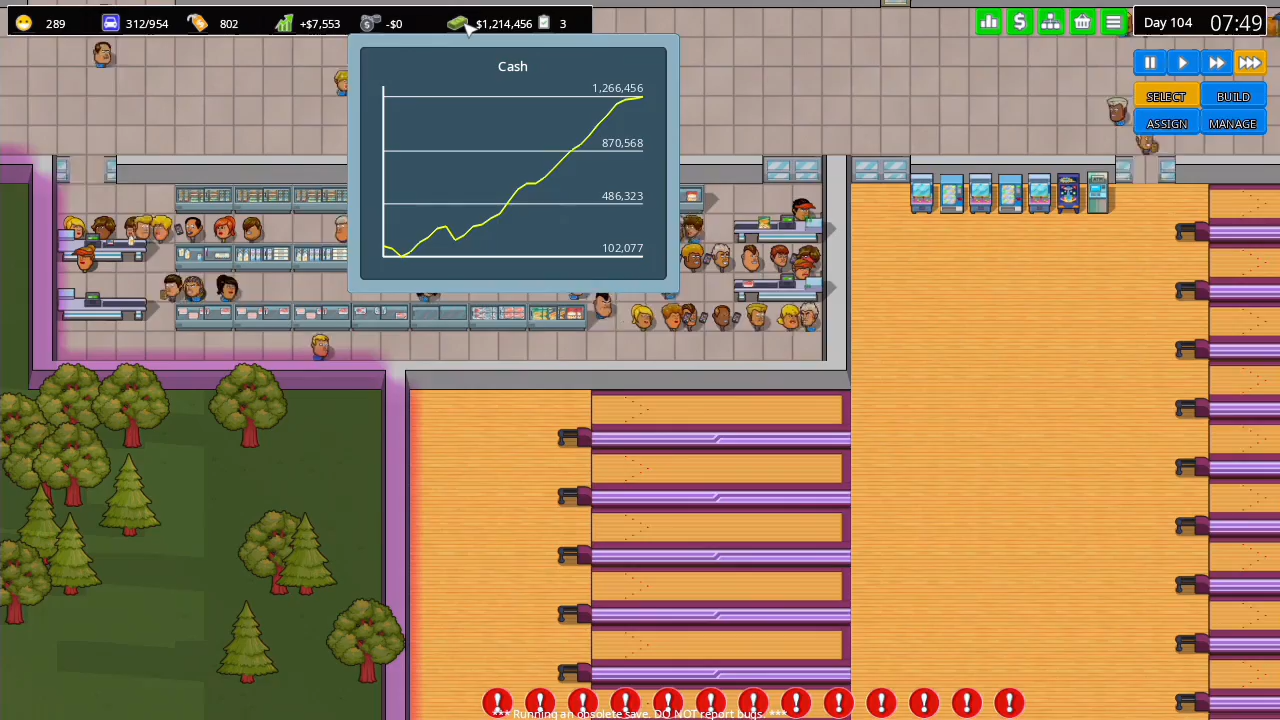 289 312/954 802 +$7,553 -$0 $1,214,456 3
Day 104 07:49
Cash
1,266,456
870,568
486,323
102,077
SELECT BUILD
ASSIGN MANAGE
*** Running an obsolete save. DO NOT report bugs. ***